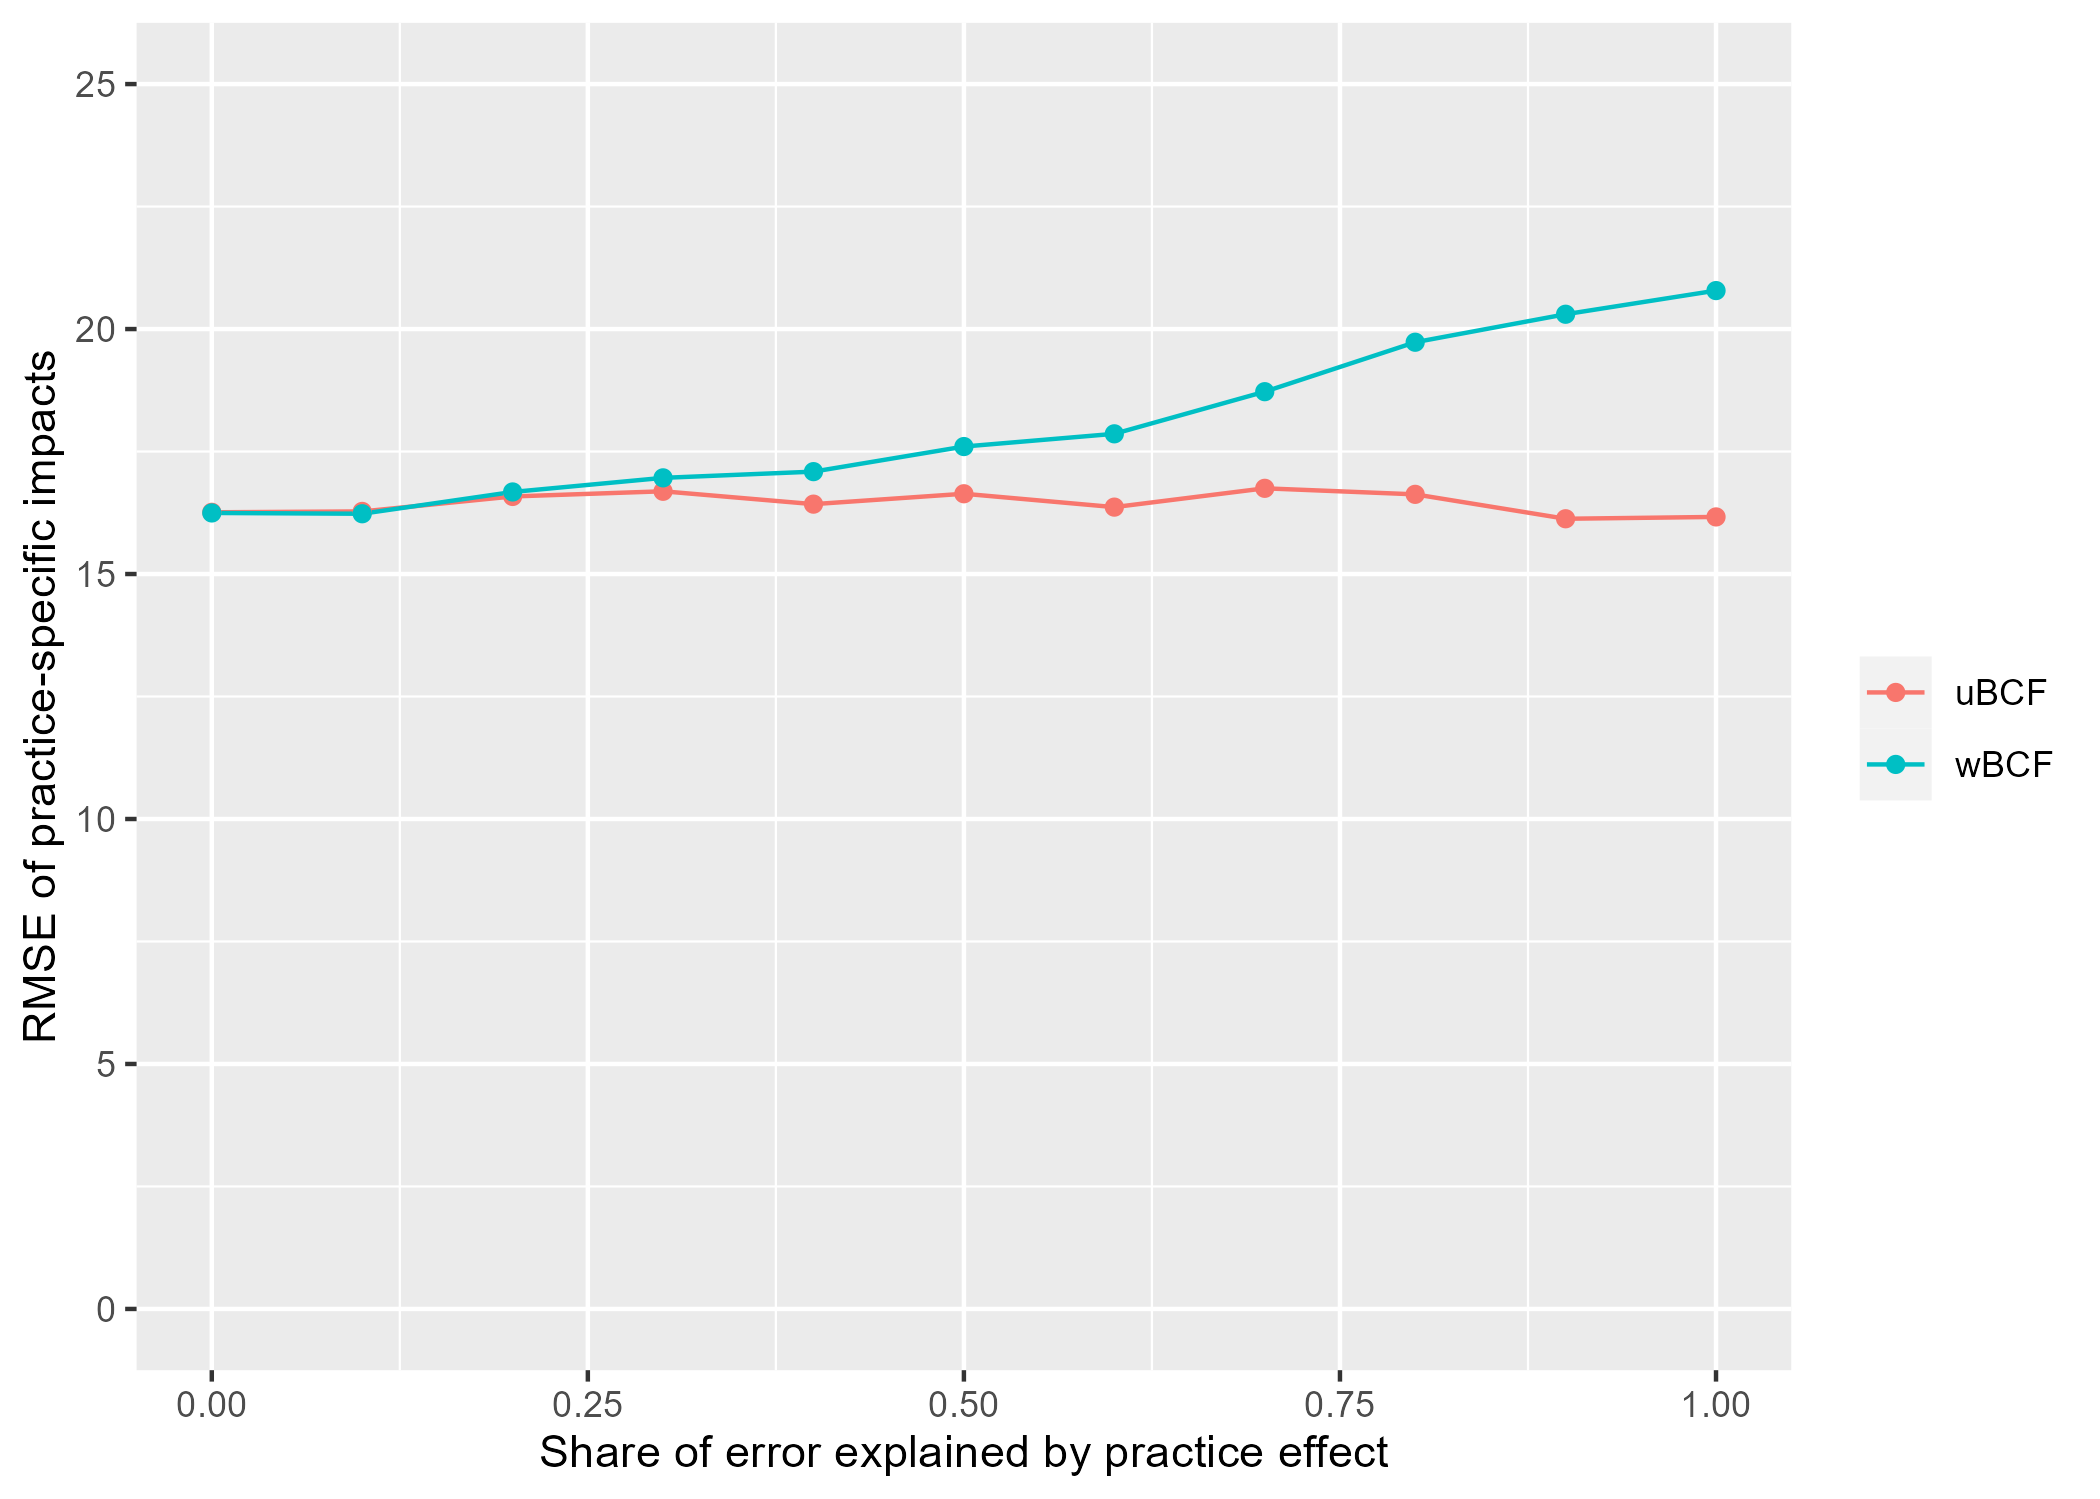 RMSE of practice-specific impacts
25
20
15
10
5
0
0.00 0.25 0.50 0.75 1.00
Share of error explained by practice effect
uBCF
wBCF